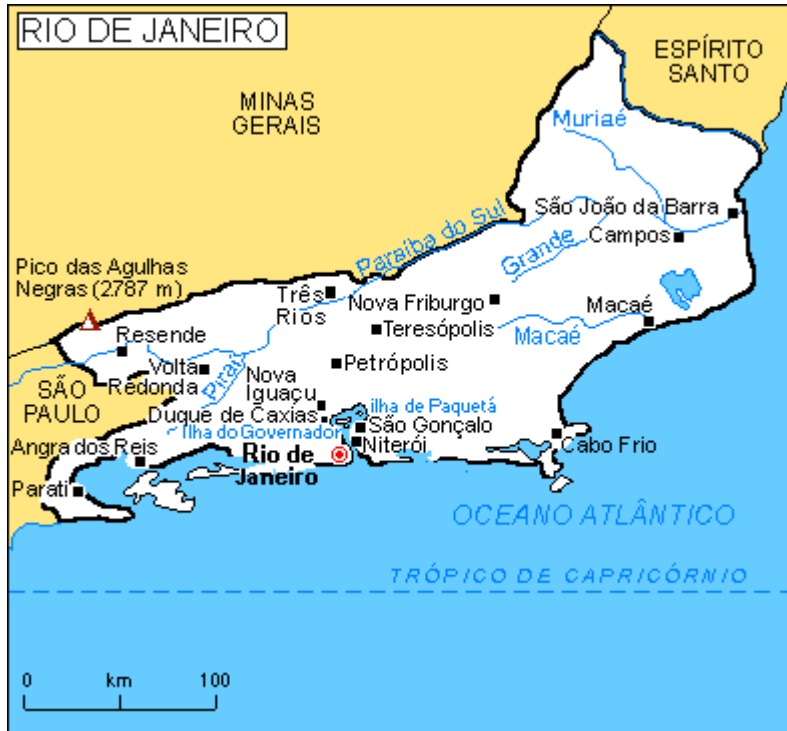 RIO DE JANEIRO
ESPÍRITO
SANTO
MINAS
GERAIS
Muriaé
São João da Barra
Campos
Paraiba do Sul
Grande
Pico das Agulhas
Negras (2787 m)
Três
Rios
Nova Friburgo
Macaé
Teresópolis
Macaé
Resende
Petrópolis
Volta
Redonda
Piraí
SÃO
PAULO
Nova
Iguaçu
ilha de Paquetá
Duque de Caxias
São Gonçalo
Ilha do Governador
Niterói
Cabo Frio
Angra dos Reis
Rio de
Janeiro
Parati
OCEANO ATLÂNTICO
TRÓPICO DE CAPRICÓRNIO
0 km 100